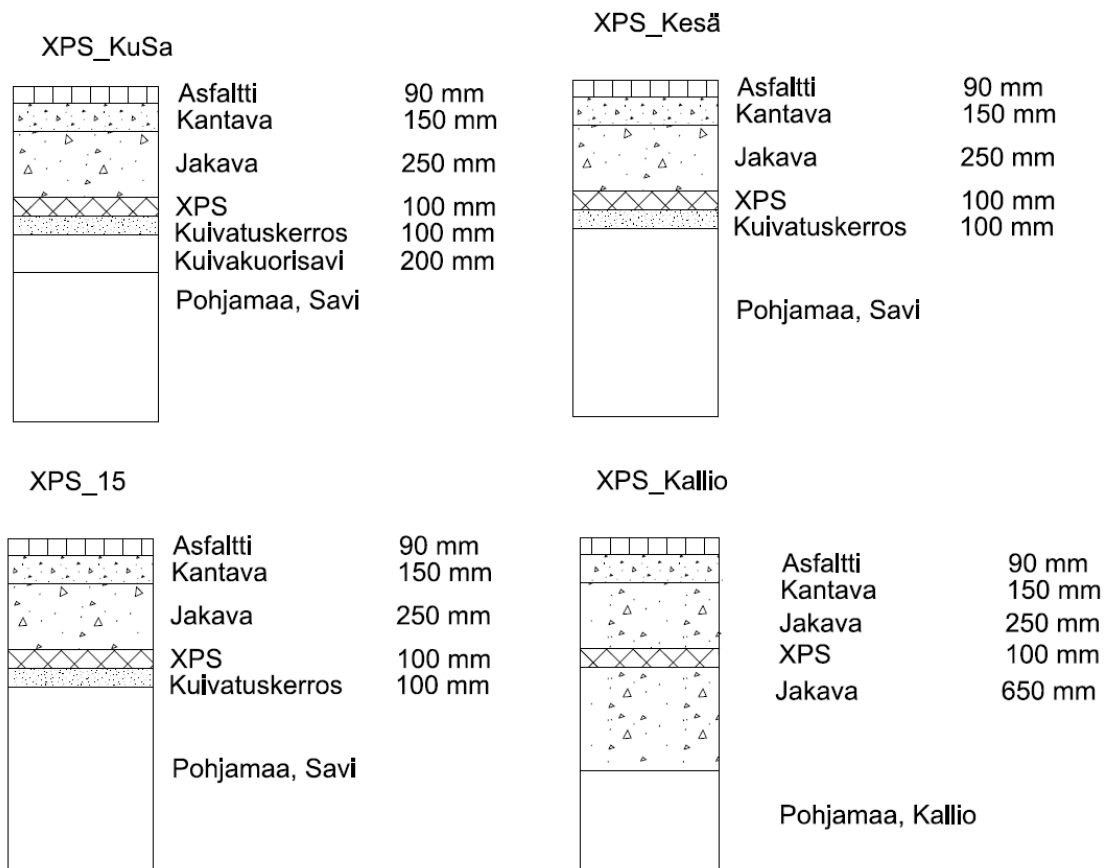 XPS_KuSa
Asfaltti 90 mm
Kantava 150 mm
Jakava 250 mm
XPS 100 mm
Kuivatuskerros 100 mm
Kuivakuorisavi 200 mm
Pohjamaa, Savi
XPS_Kesä
Asfaltti 90 mm
Kantava 150 mm
Jakava 250 mm
XPS 100 mm
Kuivatuskerros 100 mm
Pohjamaa, Savi
XPS_15
Asfaltti 90 mm
Kantava 150 mm
Jakava 250 mm
XPS 100 mm
Kuivatuskerros 100 mm
Pohjamaa, Savi
XPS_Kallio
Asfaltti 90 mm
Kantava 150 mm
Jakava 250 mm
XPS 100 mm
Jakava 650 mm
Pohjamaa, Kallio